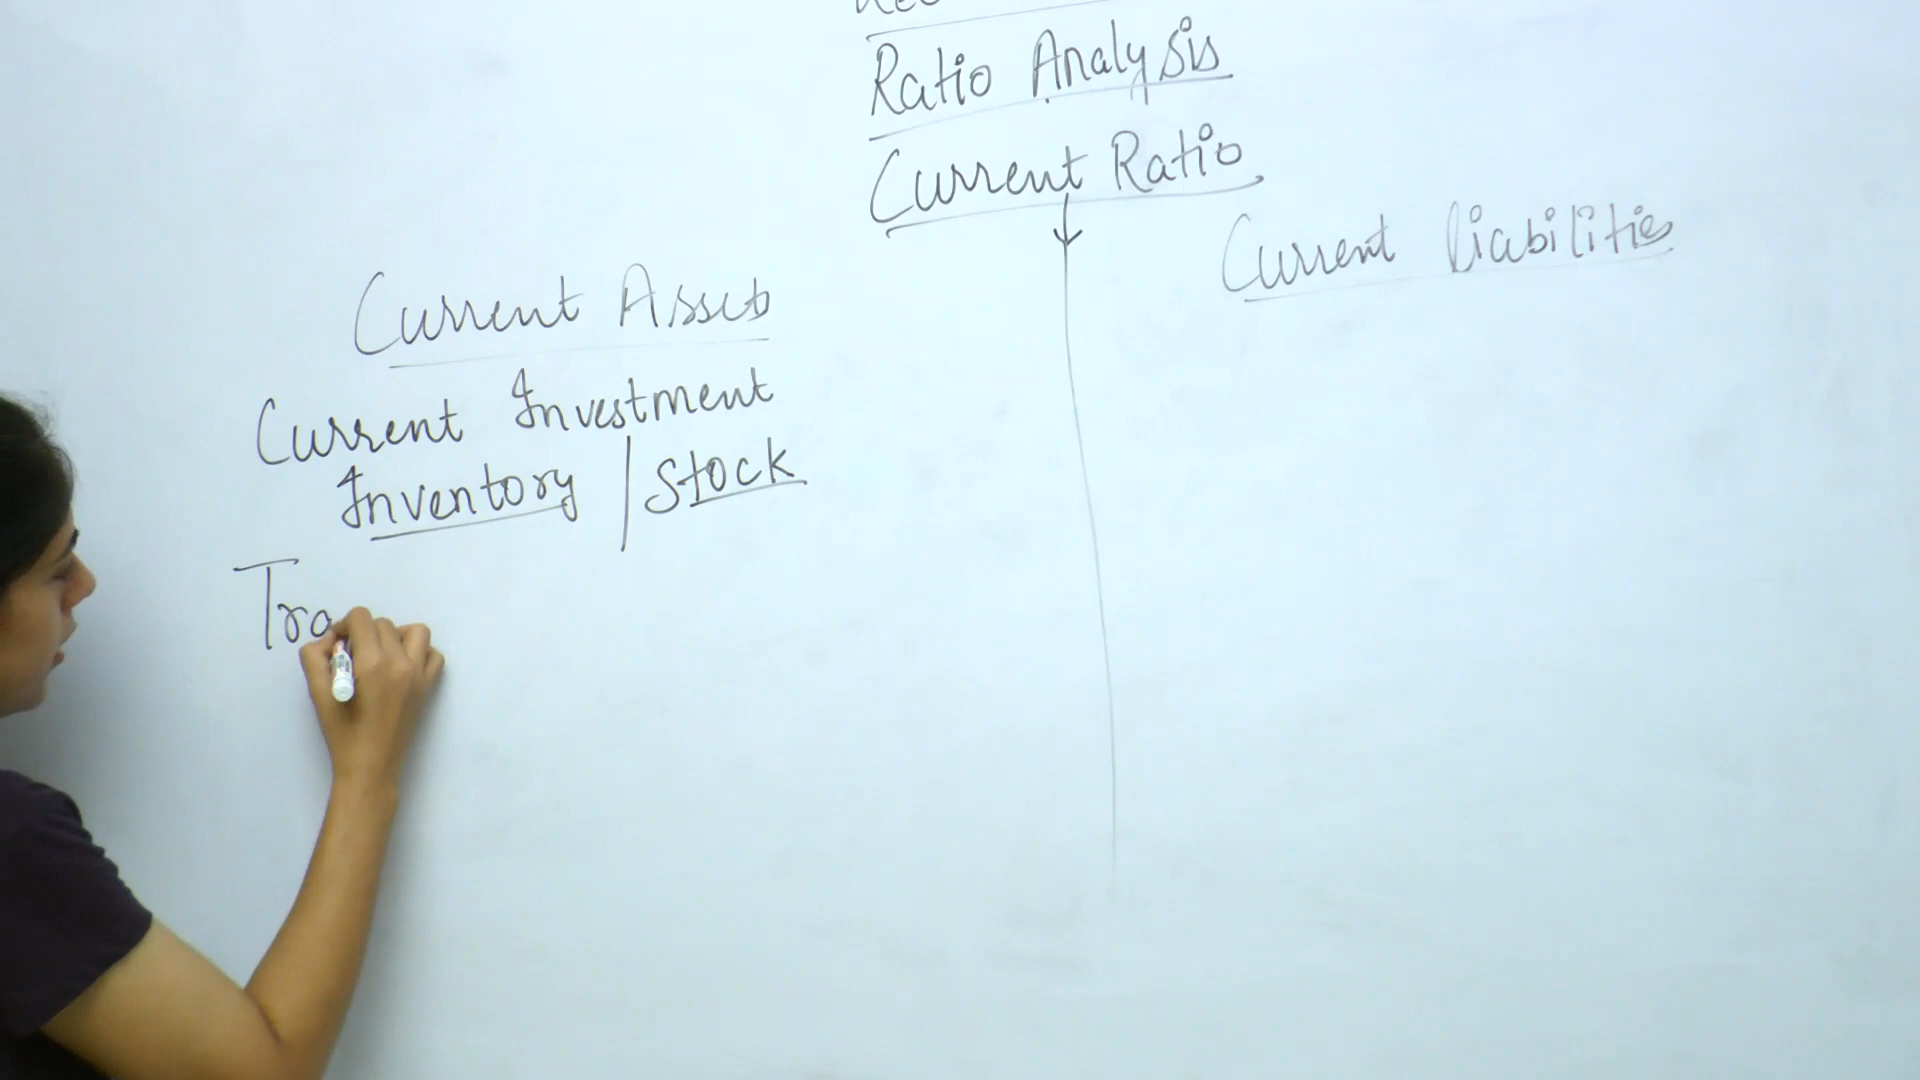 Ratio Analysis
Current Ratio
Current Assets
Current Liabilities
Current Investment
Inventory / Stock
Tra